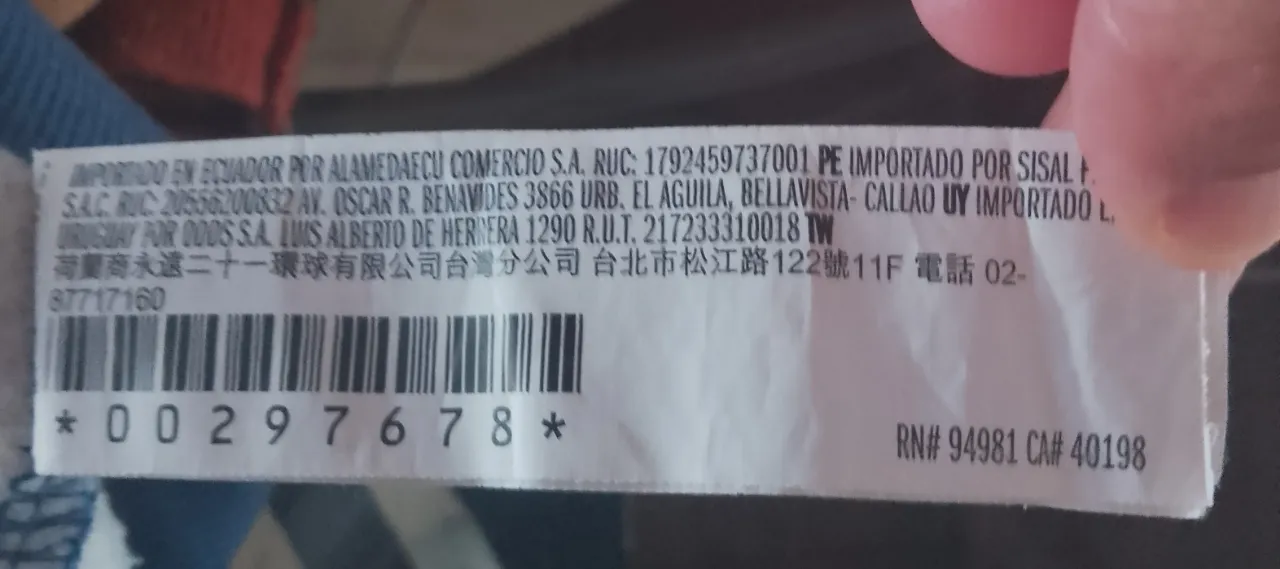 IMPORTADO EN ECUADOR POR ALAMEDAECU COMERCIO S.A. RUC: 1792459737001 PE IMPORTADO POR SISAL
S.A.C. RUC: 20556200832 AV. OSCAR R. BENAVIDES 3866 URB. EL AGUILA, BELLAVISTA- CALLAO UY IMPORTADO
URUGUAY POR ODDS S.A. LUIS ALBERTO DE HERRERA 1290 R.U.T. 217233310018 TW
荷蘭商永遠二十一環球有限公司台灣分公司 台北市松江路122號11F 電話 02-
87717160
*00297678*
RN# 94981 CA# 40198